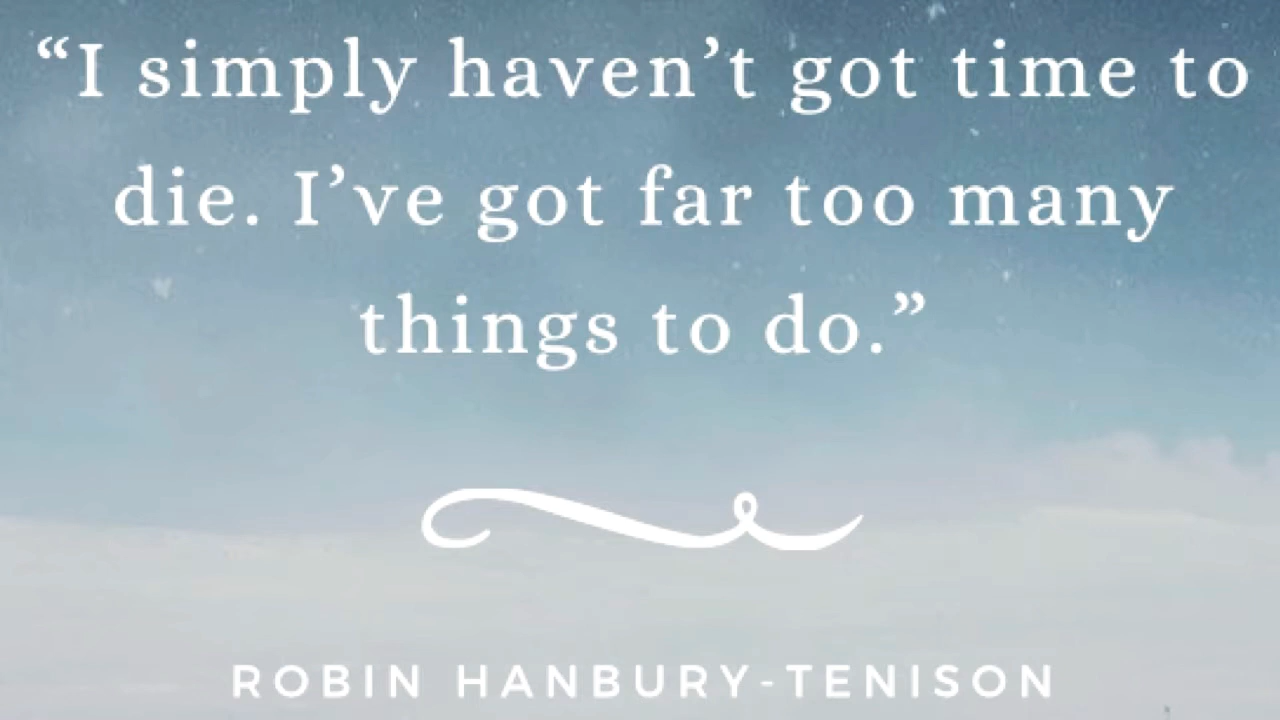 “I simply haven’t got time to
die. I’ve got far too many
things to do.”
ROBIN HANBURY-TENISON